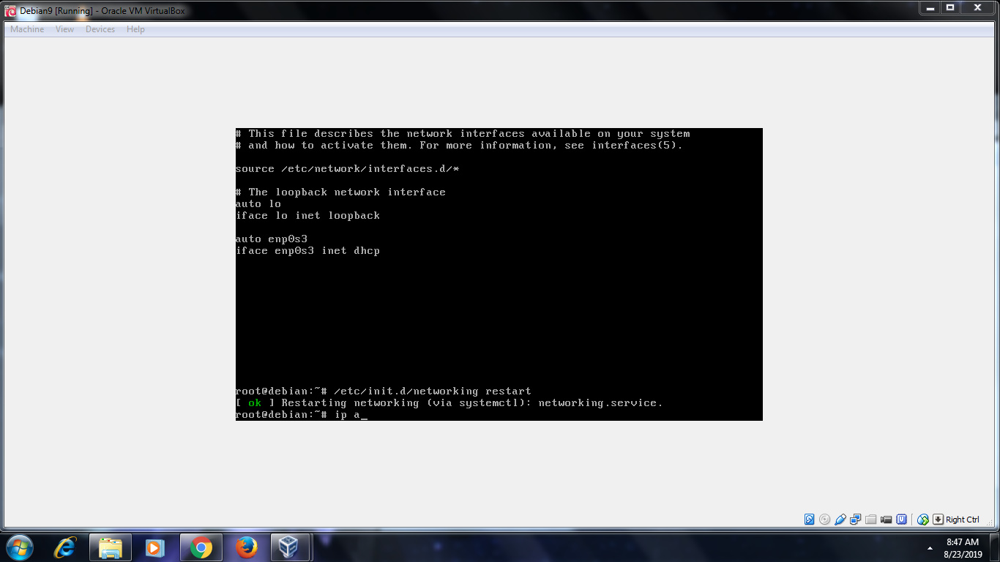 Debian9 [Running] - Oracle VM VirtualBox
Machine View Devices Help
# This file describes the network interfaces available on your system
# and how to activate them. For more information, see interfaces(5).
source /etc/network/interfaces.d/*
# The loopback network interface
auto lo
iface lo inet loopback
auto enp0s3
iface enp0s3 inet dhcp
root@debian:~# /etc/init.d/networking restart
[ ok ] Restarting networking (via systemctl): networking.service.
root@debian:~# ip a_
Right Ctrl
8:47 AM
8/23/2019